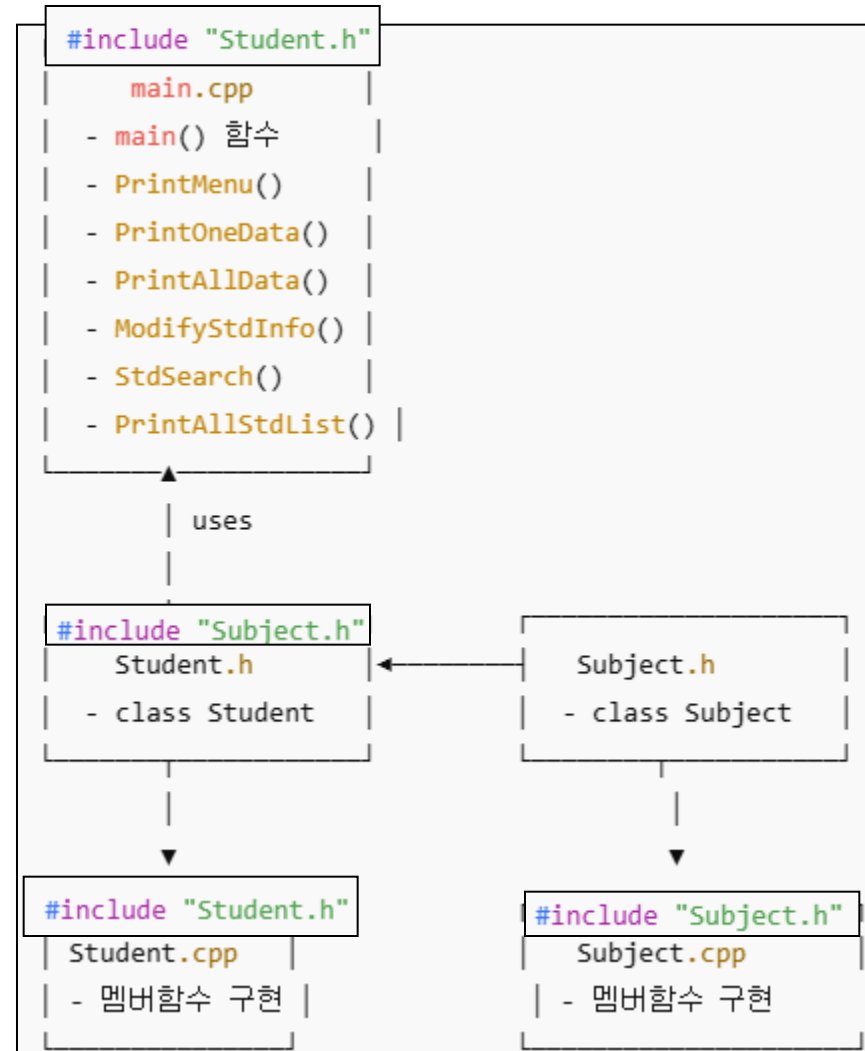 #include "Student.h"
main.cpp
- main() 함수
- PrintMenu()
- PrintOneData()
- PrintAllData()
- ModifyStdInfo()
- StdSearch()
- PrintAllStdList()
uses
#include "Subject.h"
Student.h
- class Student
Subject.h
- class Subject
#include "Student.h"
Student.cpp
- 멤버함수 구현
#include "Subject.h"
Subject.cpp
- 멤버함수 구현